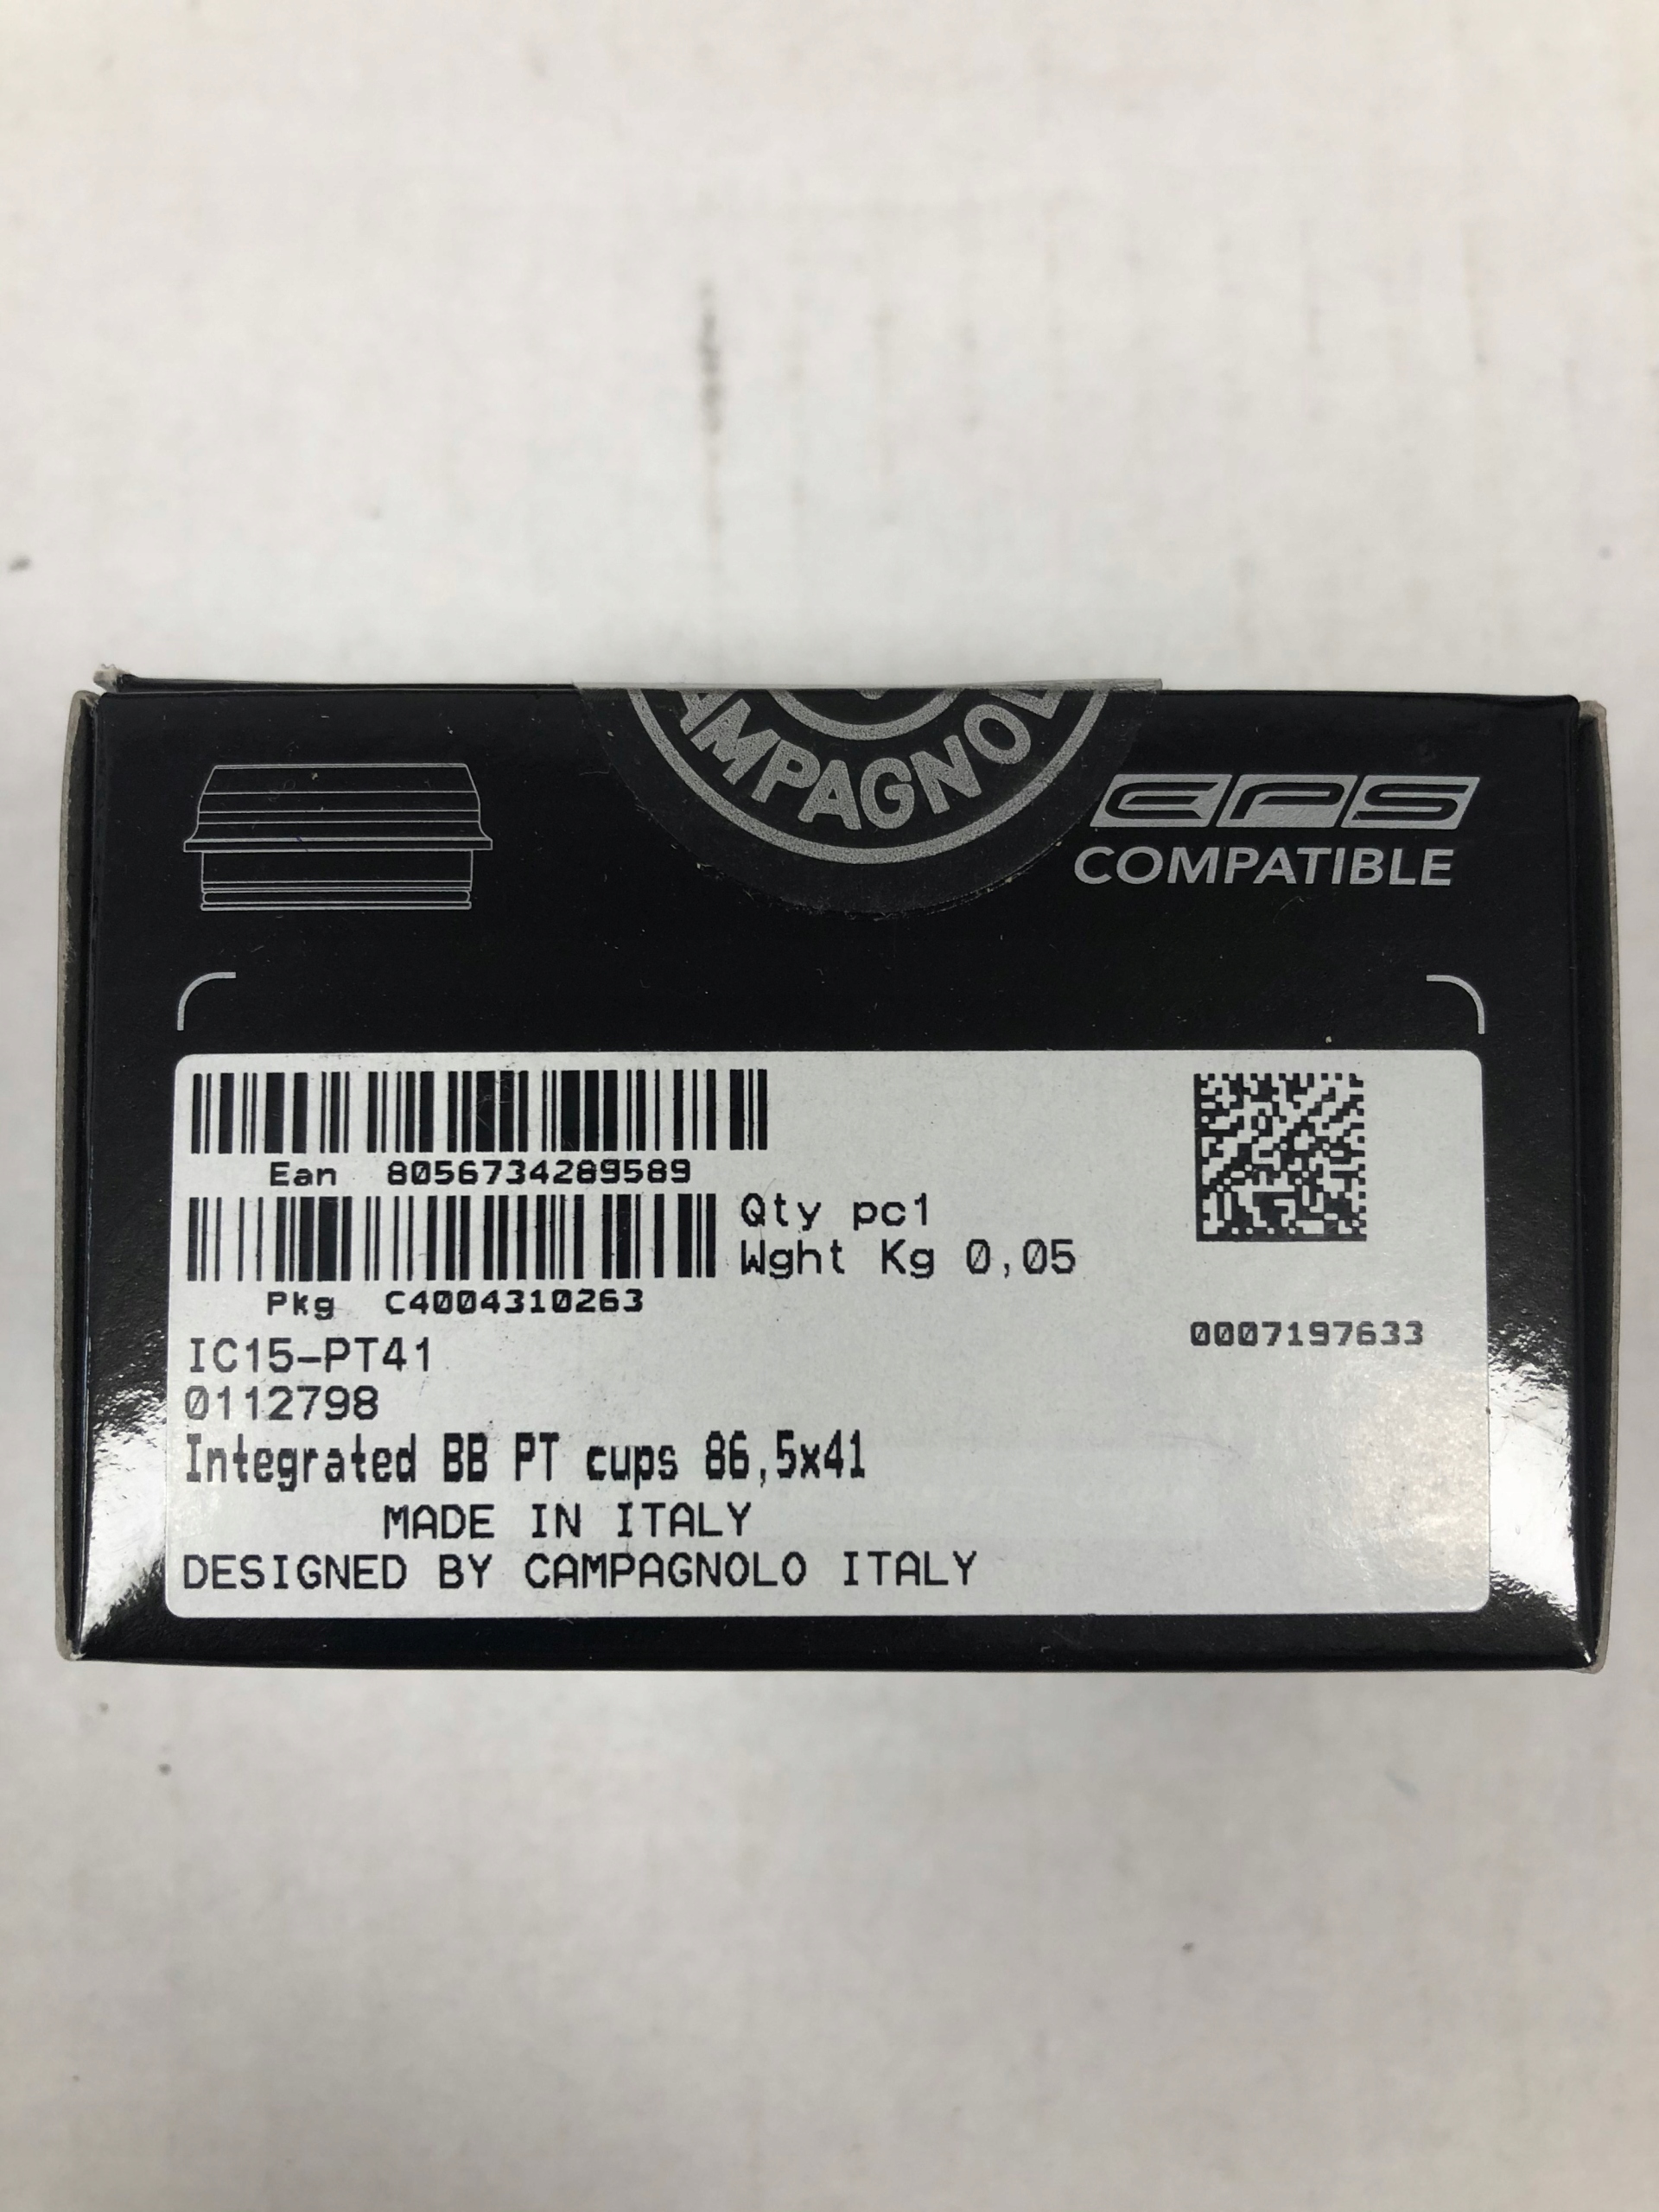 CAMPAGNOLO
EPS
COMPATIBLE
Ean 8056734289589
Qty pc1
Wght Kg 0,05
Pkg C4004310263
0007197633
IC15-PT41
0112798
Integrated BB PT cups 86,5x41
MADE IN ITALY
DESIGNED BY CAMPAGNOLO ITALY